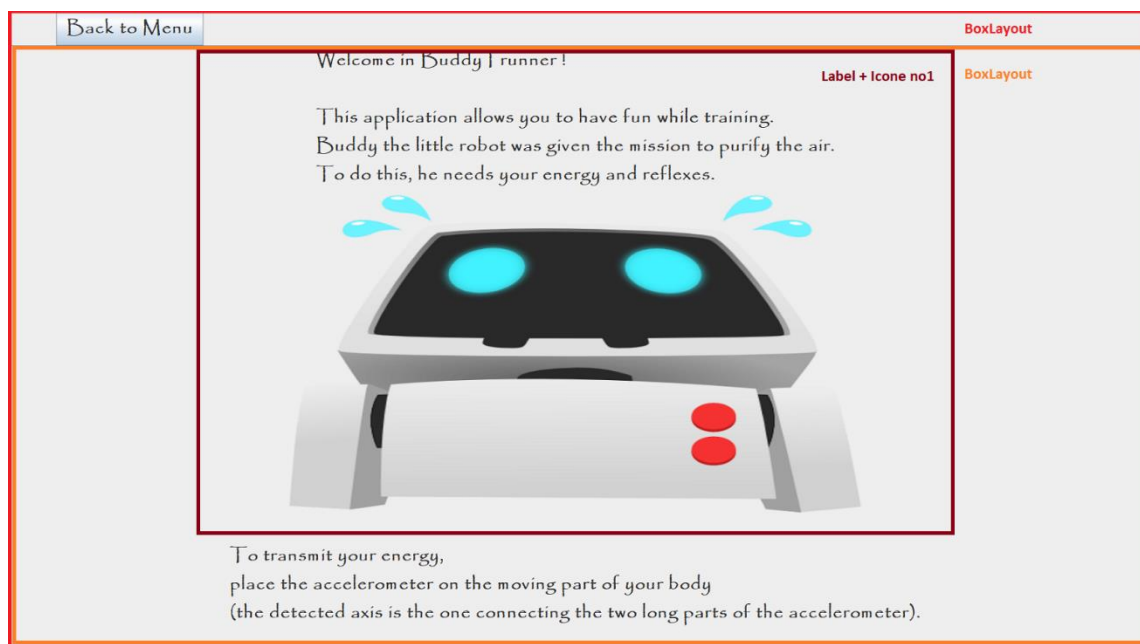 Back to Menu
BoxLayout
Welcome in Buddy Trunner !
Label + Icone no1
BoxLayout
This application allows you to have fun while training.
Buddy the little robot was given the mission to purify the air.
To do this, he needs your energy and reflexes.
To transmit your energy,
place the accelerometer on the moving part of your body
(the detected axis is the one connecting the two long parts of the accelerometer).